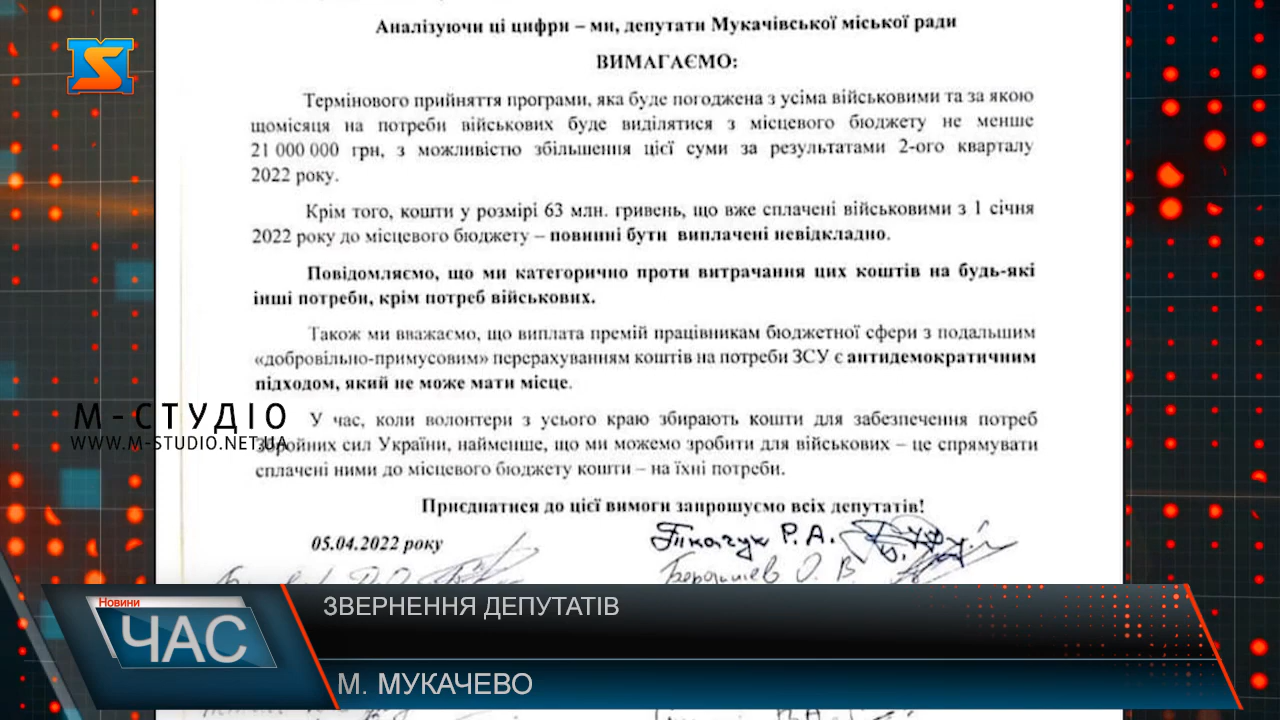 Аналізуючи ці цифри – ми, депутати Мукачівської міської ради
ВИМАГАЄМО:
Термінового прийняття програми, яка буде погоджена з усіма військовими та за якою
щомісяця на потреби військових буде виділятися з місцевого бюджету не менше
21 000 000 грн, з можливістю збільшення цієї суми за результатами 2-ого кварталу
2022 року.
Крім того, кошти у розмірі 63 млн. гривень, що вже сплачені військовими з 1 січня
2022 року до місцевого бюджету – повинні бути виплачені невідкладно.
Повідомляємо, що ми категорично проти витрачання цих коштів на будь-які
інші потреби, крім потреб військових.
Також ми вважаємо, що виплата премій працівникам бюджетної сфери з подальшим
«добровільно-примусовим» перерахуванням коштів на потреби ЗСУ є антидемократичним
підходом, який не може мати місце.
М-СТУДІО
WWW.M-STUDIO.NET.UA
У час, коли волонтери з усього краю збирають кошти для забезпечення потреб
Збройних сил України, найменше, що ми можемо зробити для військових – це спрямувати
сплачені ними до місцевого бюджету кошти – на їхні потреби.
Приєднатися до цієї вимоги запрошуємо всіх депутатів!
05.04.2022 року
Ткачук Р.А.
О. В
Новини
ЧАС
ЗВЕРНЕННЯ ДЕПУТАТІВ
М. МУКАЧЕВО